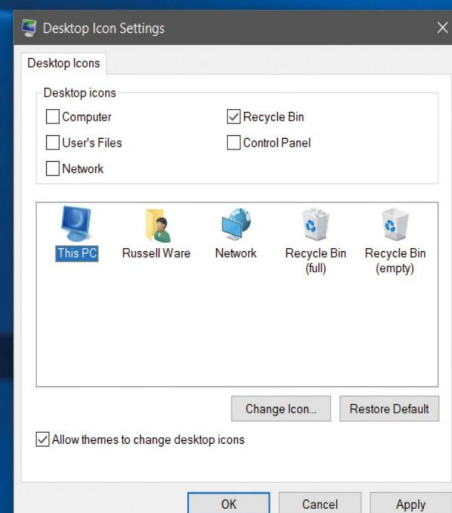 Desktop Icon Settings
Desktop Icons
Desktop icons
Computer
Recycle Bin
User's Files
Control Panel
Network
This PC
Russell Ware
Network
Recycle Bin (full)
Recycle Bin (empty)
Change Icon...
Restore Default
Allow themes to change desktop icons
OK
Cancel
Apply